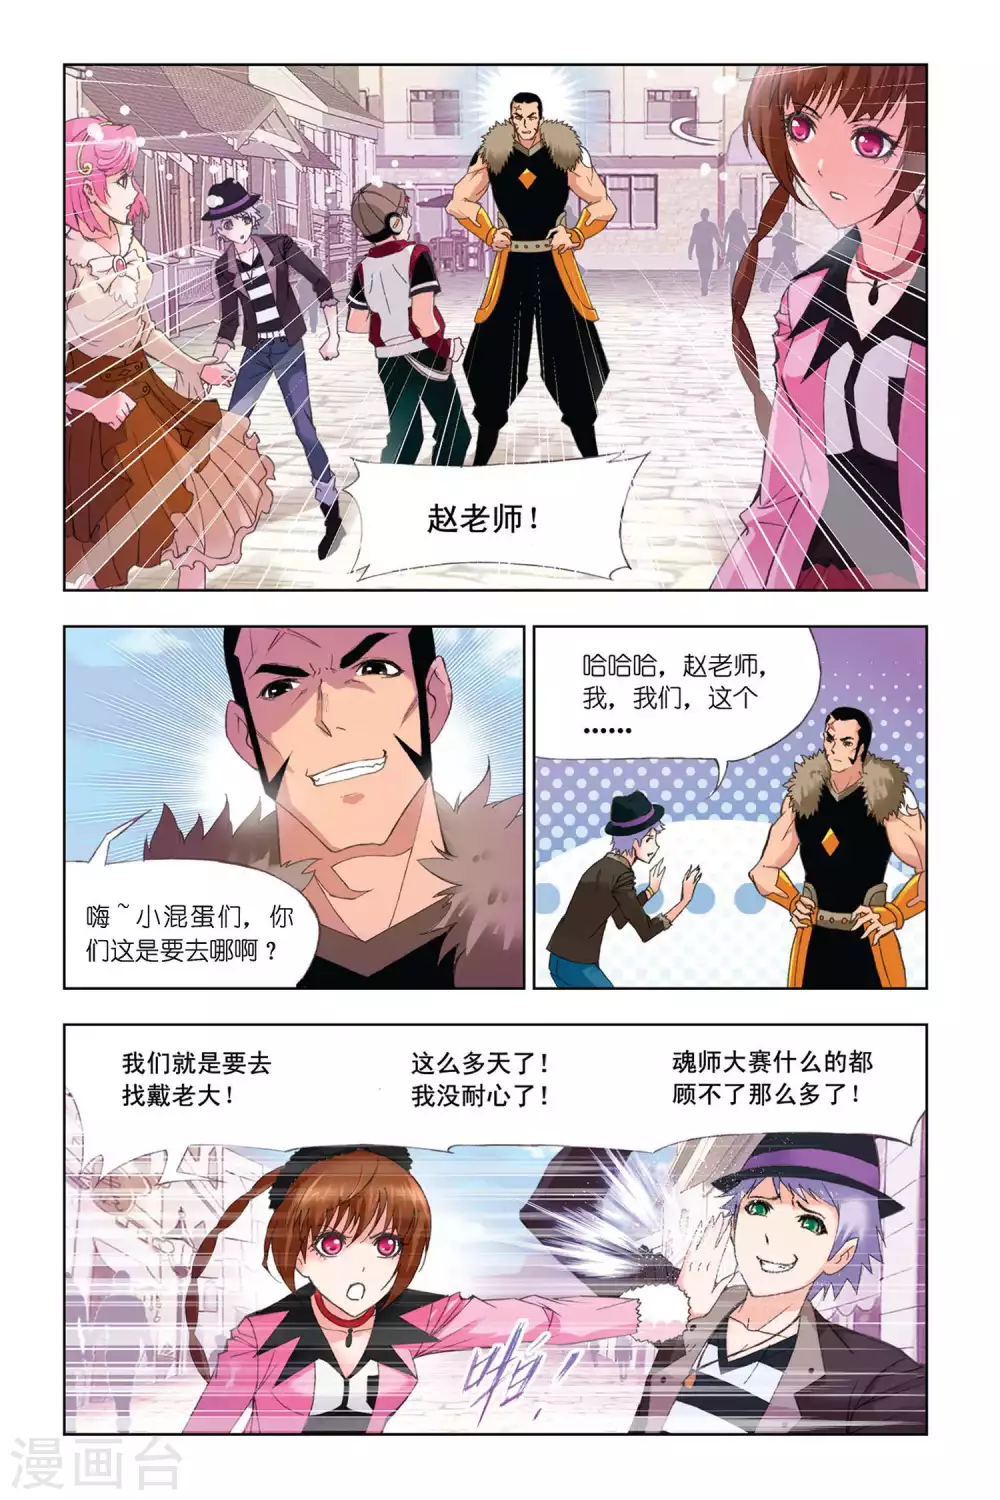 赵老师！
嗨~小混蛋们，你
们这是要去哪啊？
哈哈哈，赵老师，
我，我们，这个
……
我们就是要去
找戴老大！
这么多天了！
我没耐心了！
魂师大赛什么的都
顾不了那么多了！
啪！
漫画台